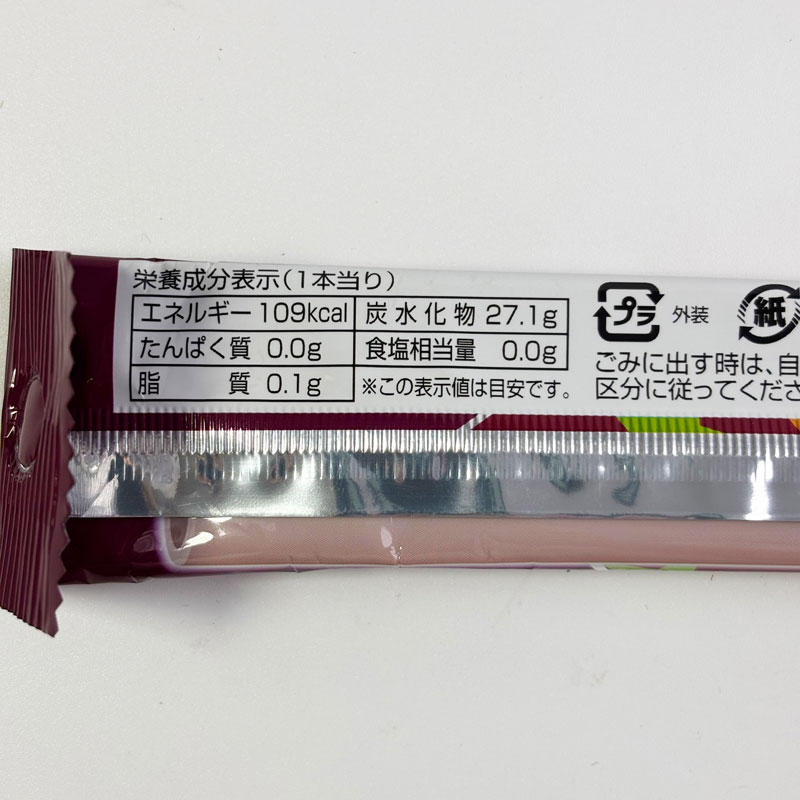 栄養成分表示(1本当り)
エネルギー 109kcal 炭水化物 27.1g
たんぱく質 0.0g 食塩相当量 0.0g
脂質 0.1g ※この表示値は目安です。
プラ 外装 紙
ごみに出す時は、自
区分に従ってくださ